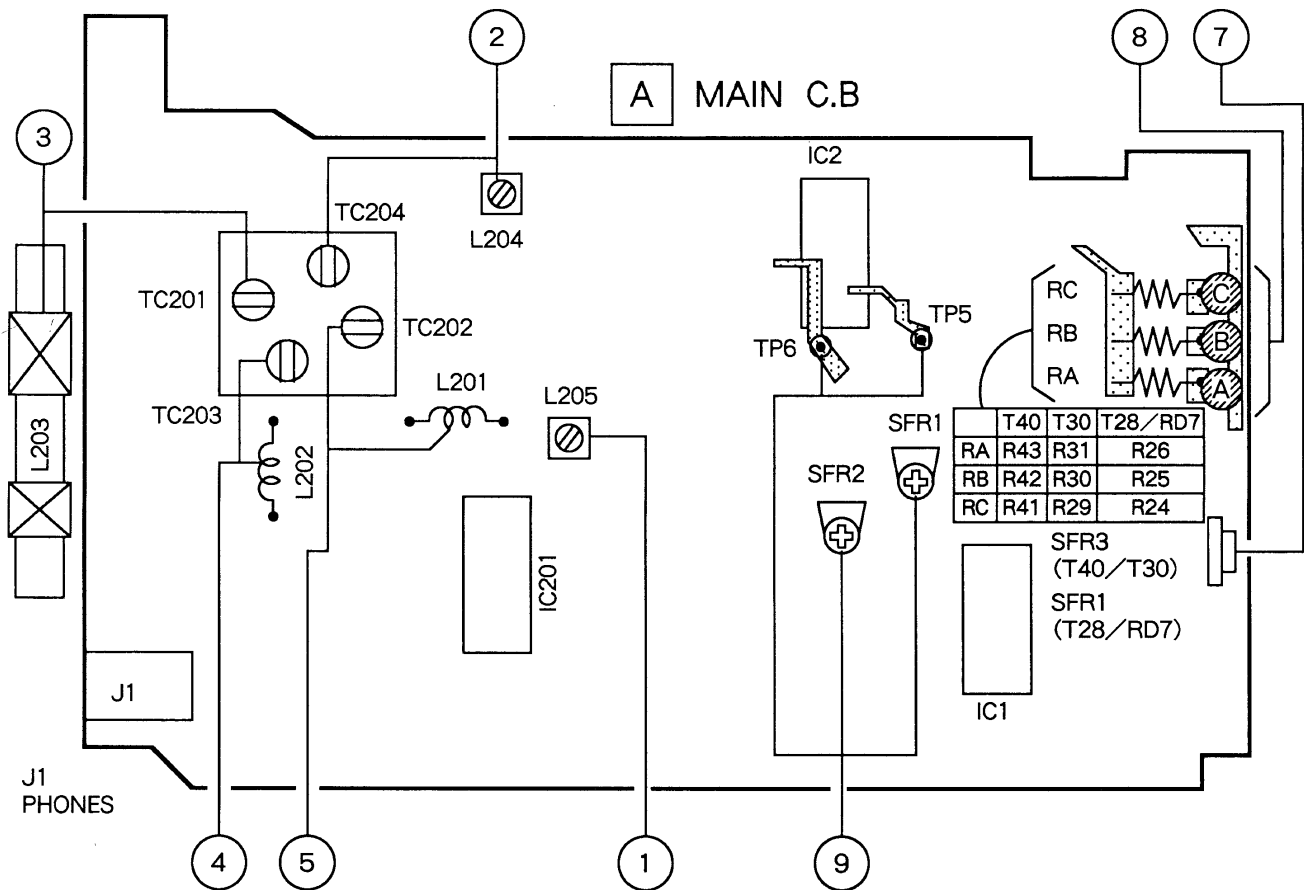 2
8
7
A MAIN C.B
3
IC2
TC204
L204
TC201
TC202
RC
C
TP5
RB
B
TP6
RA
A
L201
L205
TC203
SFR1
T40 T30 T28/RD7
RA R43 R31 R26
RB R42 R30 R25
RC R41 R29 R24
L203
L202
SFR2
SFR3
(T40/T30)
SFR1
(T28/RD7)
IC201
J1
IC1
J1
PHONES
4
5
1
9